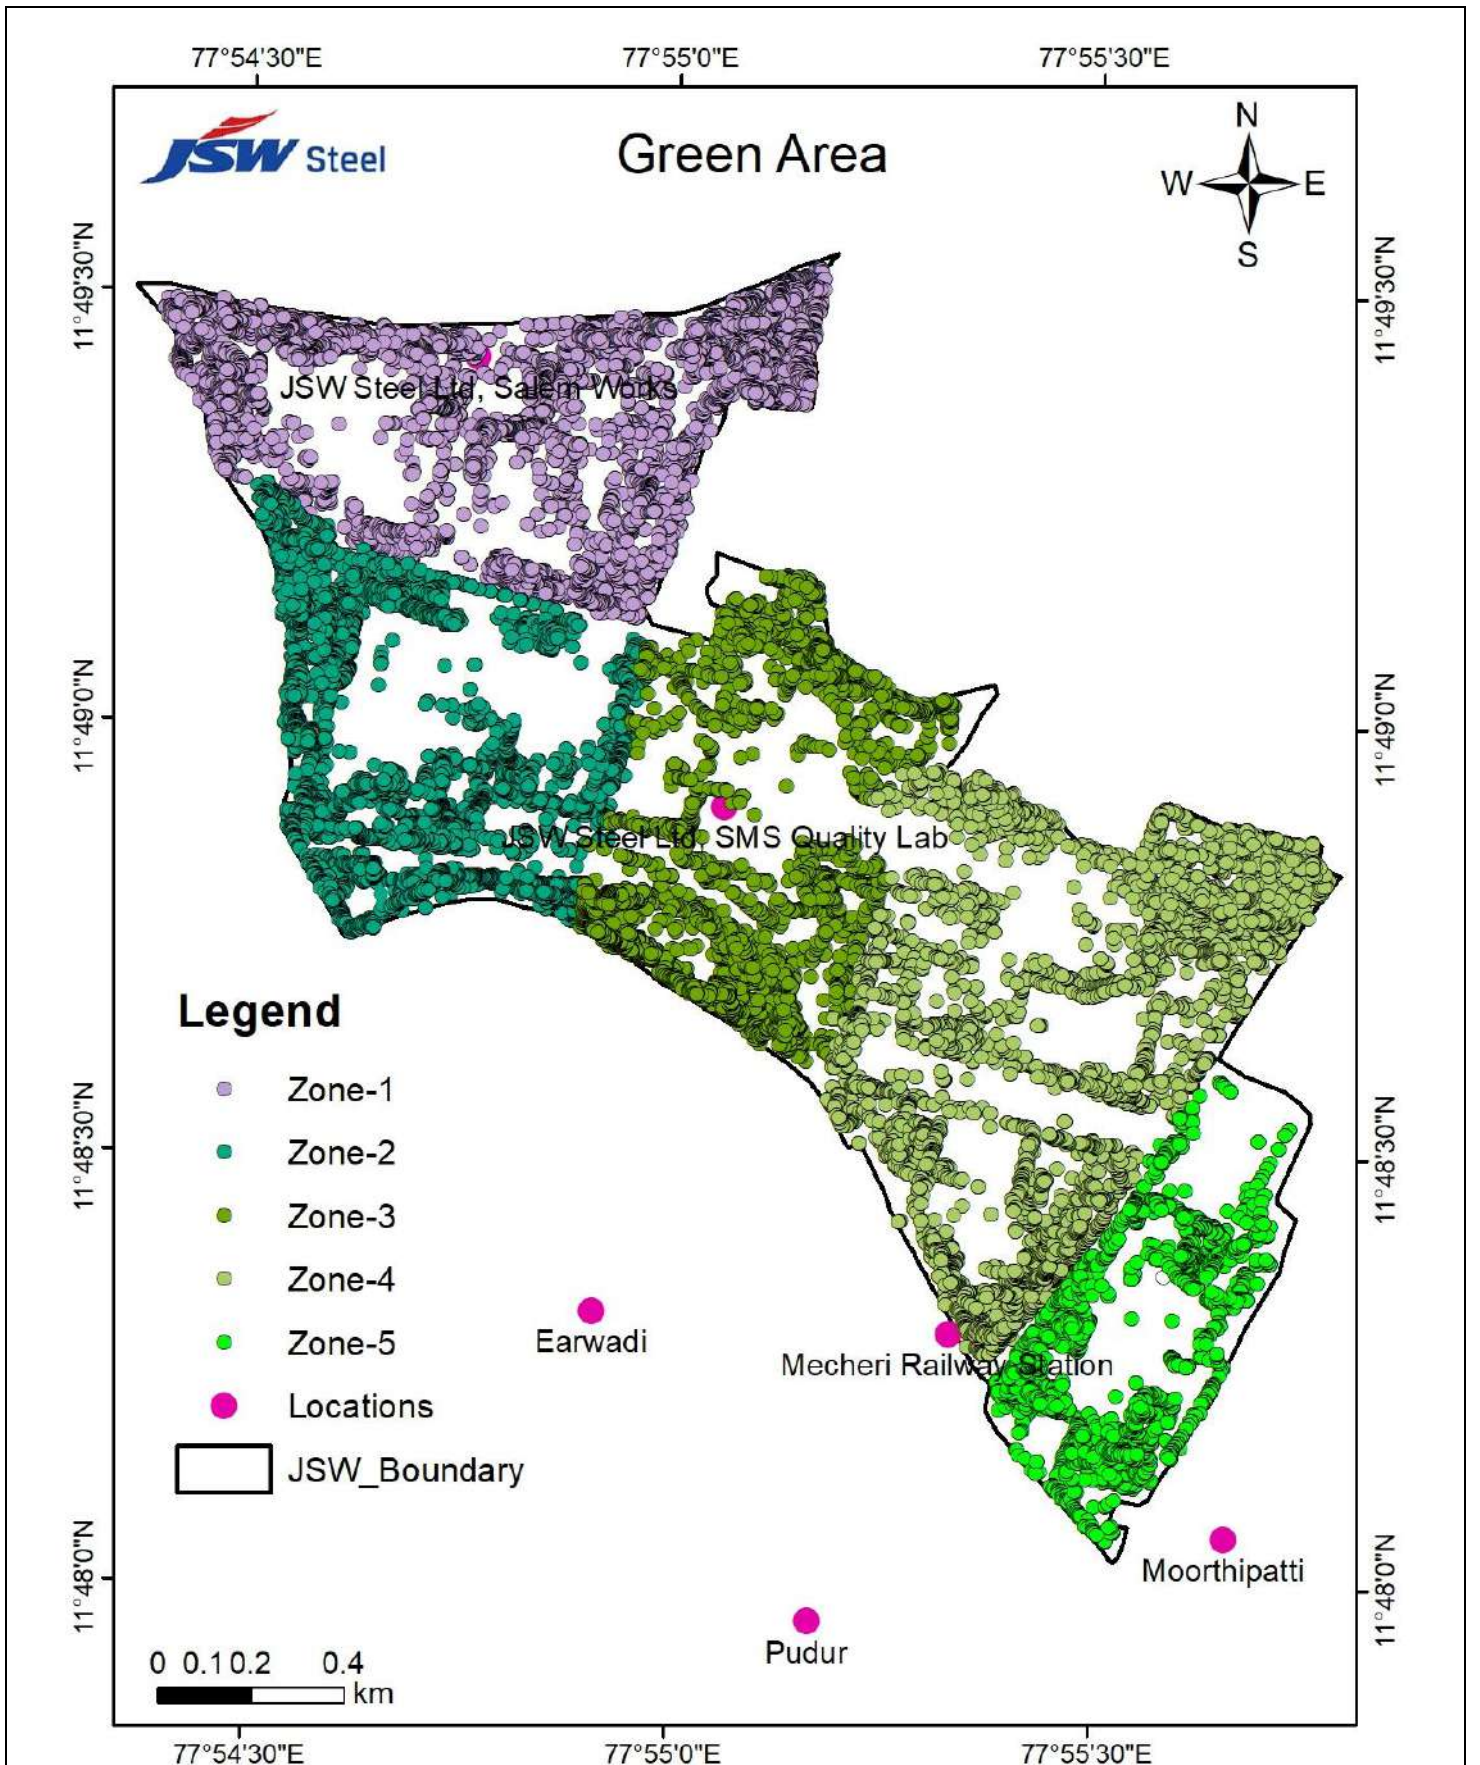 77°54'30"E 77°55'0"E 77°55'30"E
JSW Steel
Green Area
N
W E
S
11°49'30"N
11°49'30"N
JSW Steel Ltd, Salem Works
11°49'0"N
11°49'0"N
JSW Steel Ltd, SMS Quality Lab
Legend
Zone-1
Zone-2
Zone-3
Zone-4
Zone-5
Locations
JSW_Boundary
11°48'30"N
11°48'30"N
Earwadi
Mecheri Railway Station
Moorthipatti
Pudur
11°48'0"N
11°48'0"N
0 0.1 0.2 0.4
km
77°54'30"E 77°55'0"E 77°55'30"E